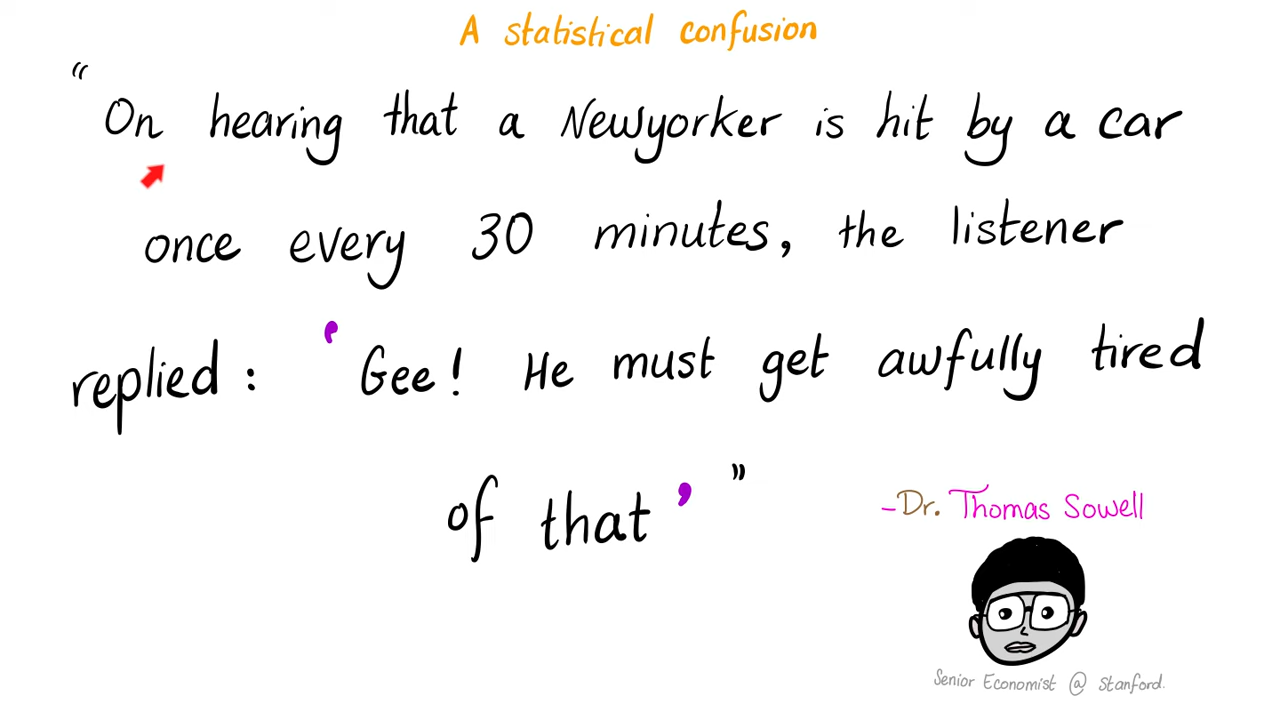 A statistical confusion
“On hearing that a Newyorker is hit by a car
once every 30 minutes, the listener
replied: ‘Gee! He must get awfully tired
of that’”
-Dr. Thomas Sowell
Senior Economist @ Stanford.